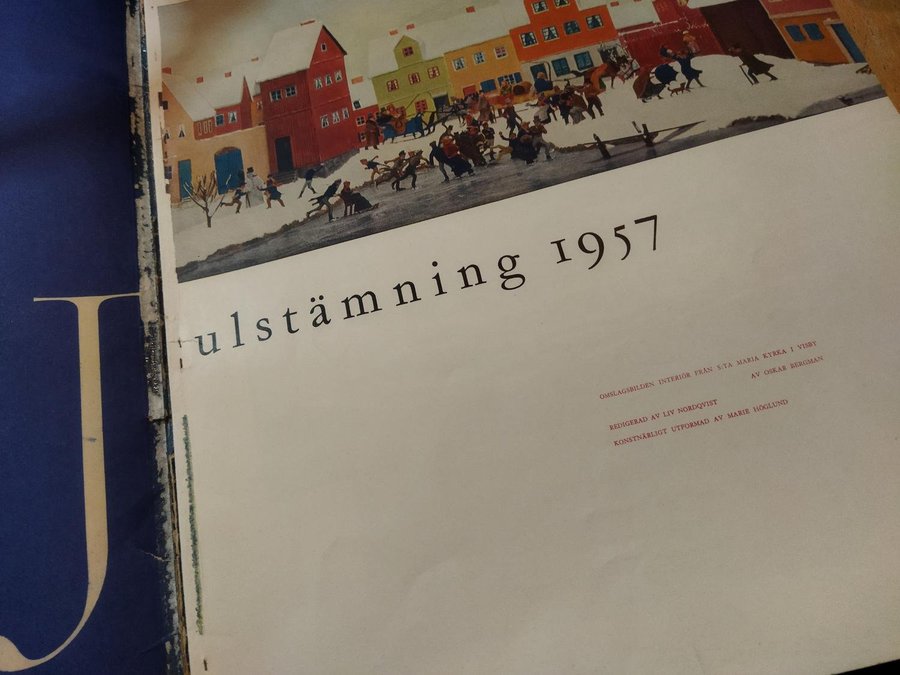 Julstämning 1957
OMSLAGSBILDEN INTERIÖR FRÅN S:TA MARIA KYRKA I VISBY
AV OSKAR BERGMAN
REDIGERAD AV LIV NORDQVIST
KONSTNÄRLIGT UTFORMAD AV MARIE HÖGLUND